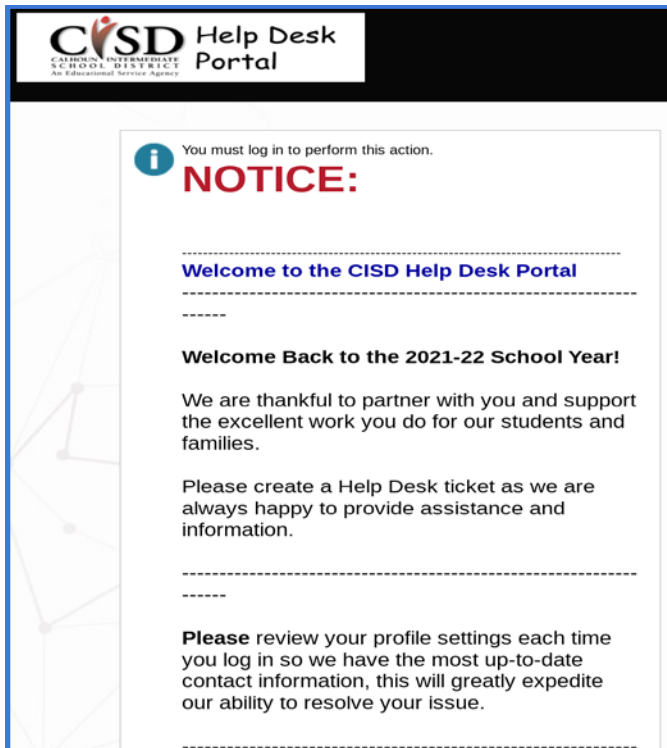 CISD Help Desk
CALHOUN INTERMEDIATE
SCHOOL DISTRICT
An Educational Service Agency
Portal
i
You must log in to perform this action.
NOTICE:
--------------------------------------------------------------------------------------
Welcome to the CISD Help Desk Portal
--------------------------------------------------------------
------
Welcome Back to the 2021-22 School Year!
We are thankful to partner with you and support
the excellent work you do for our students and
families.
Please create a Help Desk ticket as we are
always happy to provide assistance and
information.
--------------------------------------------------------------
------
Please review your profile settings each time
you log in so we have the most up-to-date
contact information, this will greatly expedite
our ability to resolve your issue.
--------------------------------------------------------------